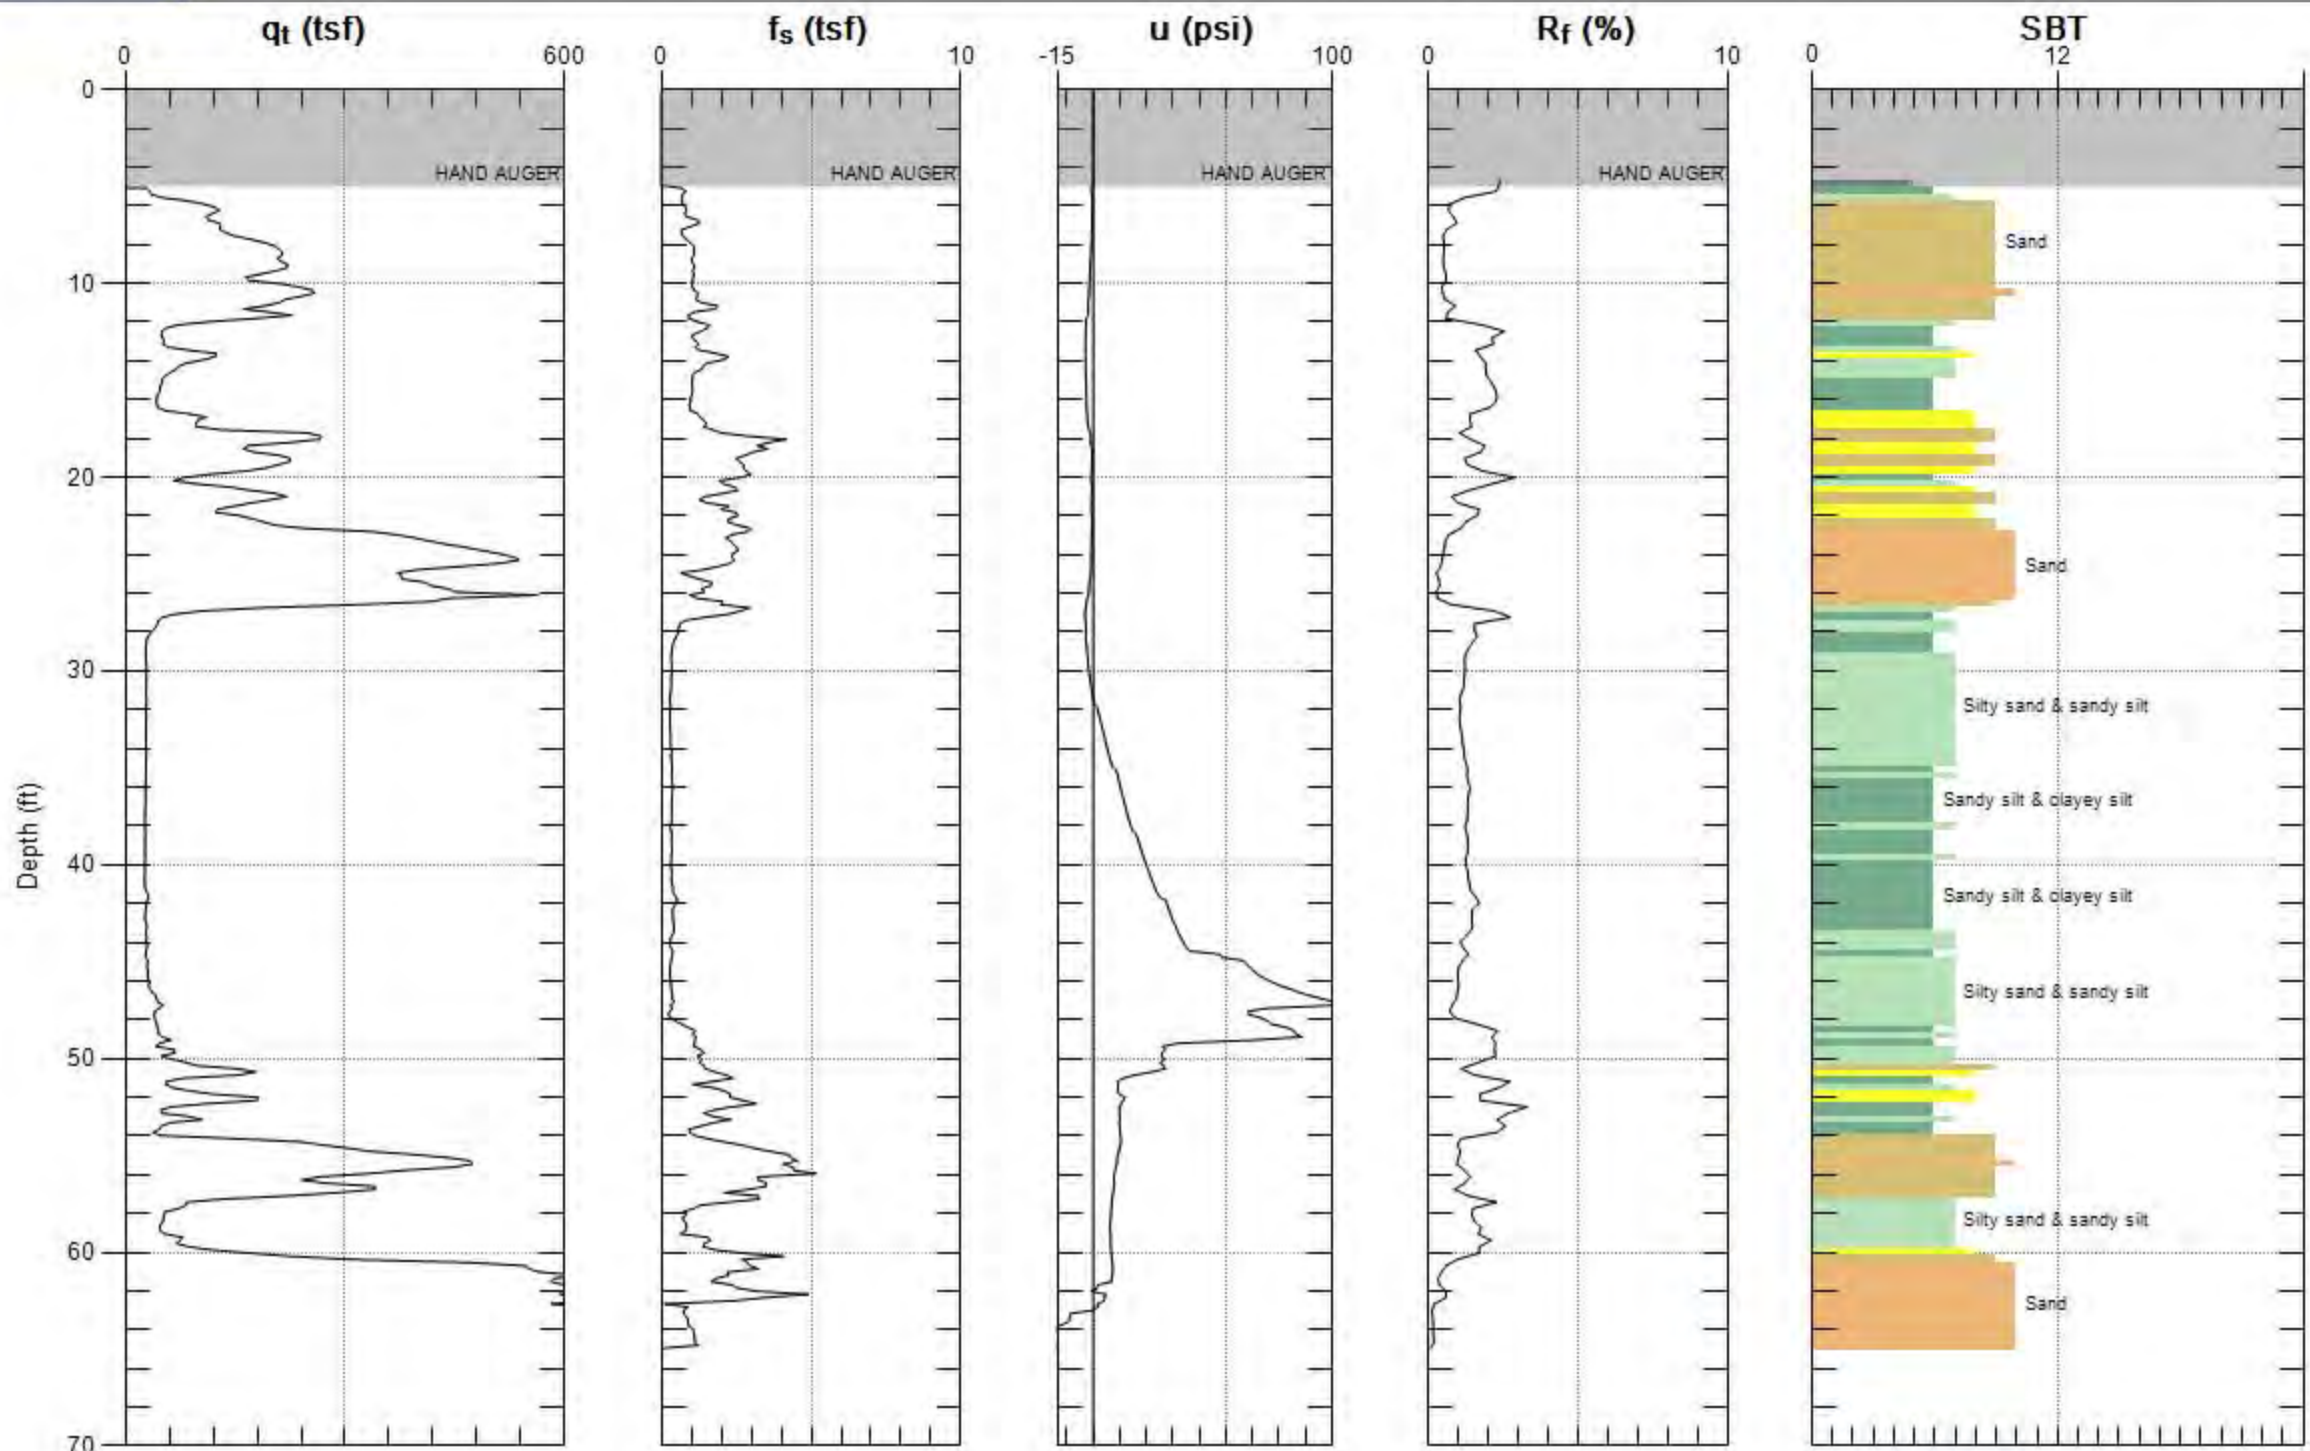 qt (tsf) fs (tsf) u (psi) Rf (%) SBT
0 600 0 10 -15 100 0 10 0 12
0
HAND AUGER HAND AUGER HAND AUGER HAND AUGER
Sand
10
20
Sand
30
Silty sand & sandy silt
Sandy silt & clayey silt
Depth (ft)
40
Sandy silt & clayey silt
Silty sand & sandy silt
50
Silty sand & sandy silt
60
Sand
70